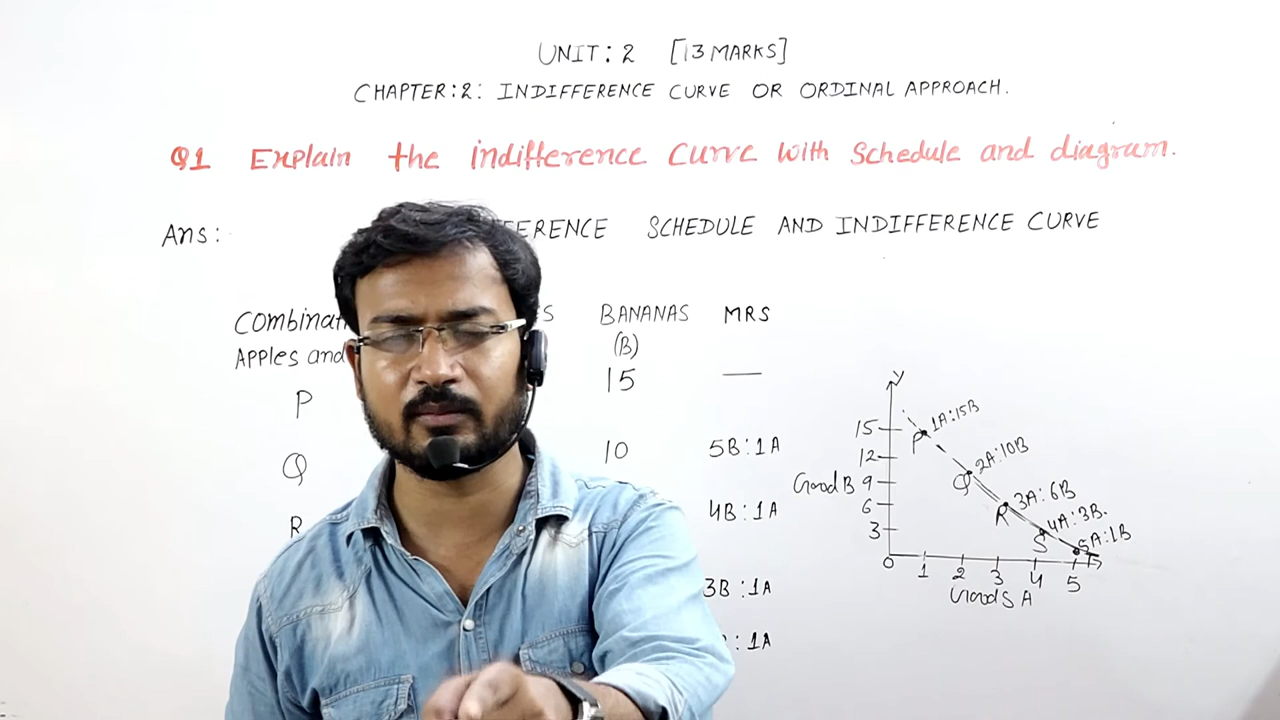 UNIT: 2 [13 MARKS]
CHAPTER:2: INDIFFERENCE CURVE OR ORDINAL APPROACH.
Q1 Explain the indifference Curve with Schedule and diagram.
Ans: FERENCE SCHEDULE AND INDIFFERENCE CURVE
Combinat S BANANAS MRS
Apples and (B)
P 15 —
Q 10 5B:1A
R 4B:1A
3B:1A
:1A
Y
15
12
Good B 9
6
3
0 1 2 3 4 5
Goods A
P 1A:15B
Q 2A:10B
R 3A:6B
S 4A:3B.
5A:1B